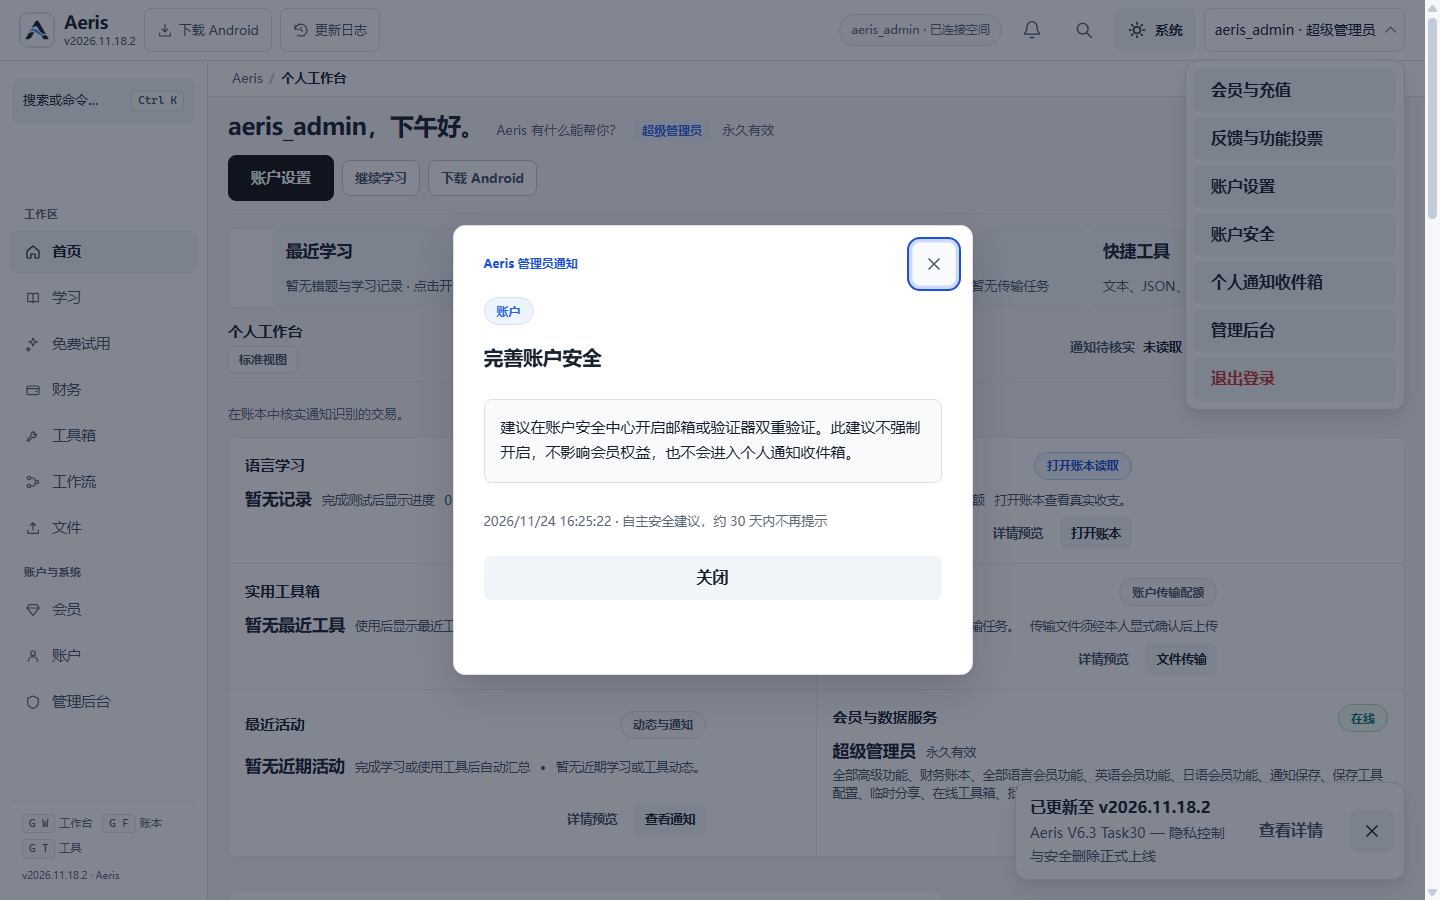 Aeris
v2026.11.18.2
下载 Android
更新日志
aeris_admin · 已连接空间
系统
aeris_admin · 超级管理员
搜索或命令...
Ctrl K
Aeris / 个人工作台
aeris_admin，下午好。
Aeris 有什么能帮你？
超级管理员
永久有效
账户设置
继续学习
下载 Android
会员与充值
反馈与功能投票
账户设置
账户安全
个人通知收件箱
管理后台
退出登录
工作区
首页
学习
免费试用
财务
工具箱
工作流
文件
账户与系统
会员
账户
管理后台
G W 工作台 G F 账本
G T 工具
v2026.11.18.2 · Aeris
最近学习
暂无错题与学习记录 · 点击开
暂无传输任务
快捷工具
文本、JSON、
个人工作台
标准视图
通知待核实 未读取
在账本中核实通知识别的交易。
Aeris 管理员通知
账户
完善账户安全
建议在账户安全中心开启邮箱或验证器双重验证。此建议不强制
开启，不影响会员权益，也不会进入个人通知收件箱。
2026/11/24 16:25:22 · 自主安全建议，约 30 天内不再提示
关闭
语言学习
暂无记录 完成测试后显示进度 0
打开账本读取
额 打开账本查看真实收支。
详情预览
打开账本
实用工具箱
暂无最近工具 使用后显示最近工
账户传输配额
输任务。 传输文件须经本人显式确认后上传
详情预览
文件传输
最近活动
动态与通知
暂无近期活动 完成学习或使用工具后自动汇总 • 暂无近期学习或工具动态。
详情预览
查看通知
会员与数据服务
在线
超级管理员 永久有效
全部高级功能、财务账本、全部语言会员功能、英语会员功能、日语会员功能、通知保存、保存工具
配置、临时分享、在线工具箱、
已更新至 v2026.11.18.2
Aeris V6.3 Task30 — 隐私控制
与安全删除正式上线
查看详情